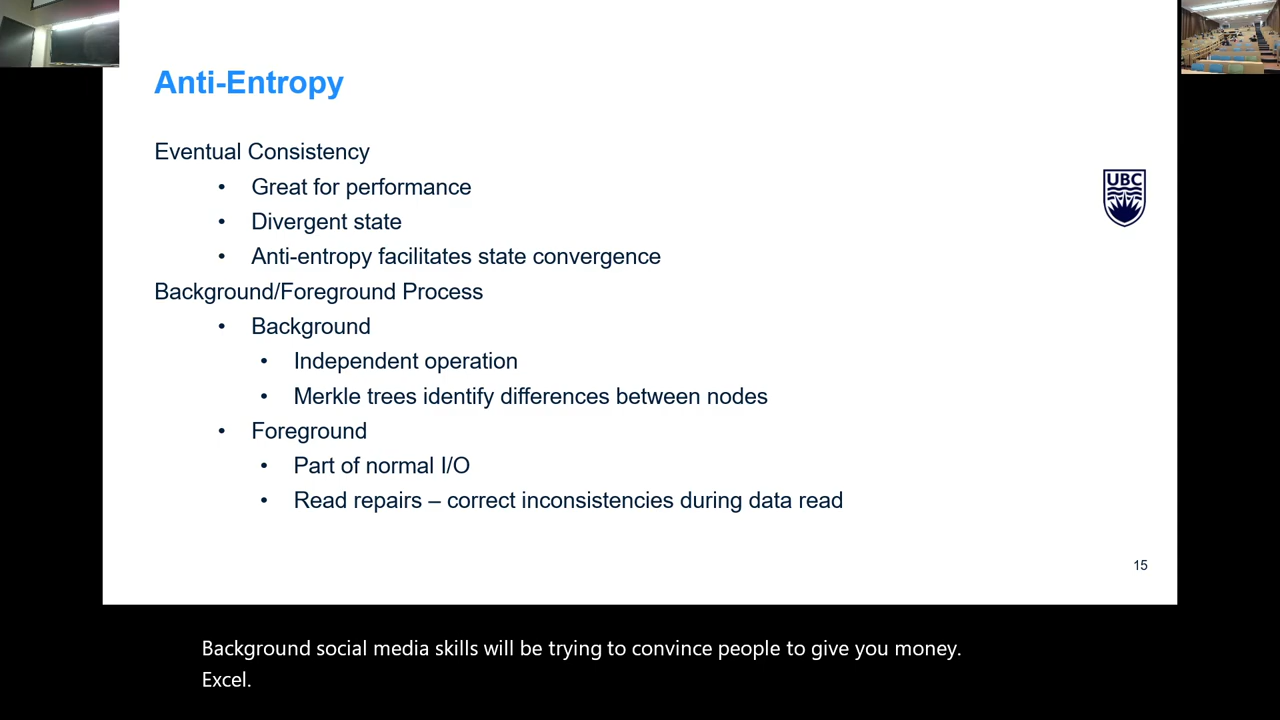 Anti-Entropy
Eventual Consistency
• Great for performance
• Divergent state
• Anti-entropy facilitates state convergence
UBC
Background/Foreground Process
• Background
• Independent operation
• Merkle trees identify differences between nodes
• Foreground
• Part of normal I/O
• Read repairs – correct inconsistencies during data read
15
Background social media skills will be trying to convince people to give you money.
Excel.